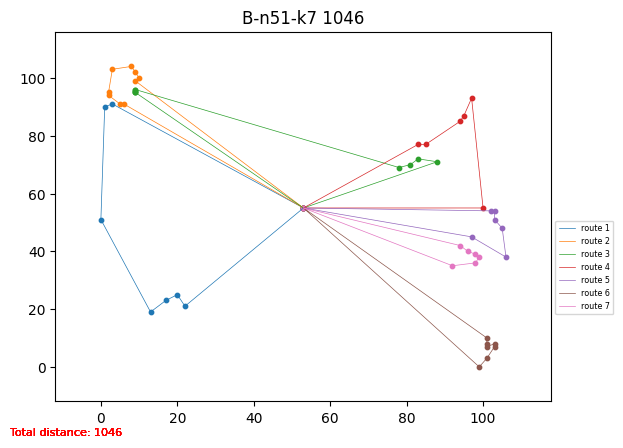 B-n51-k7 1046
100
80
60
40
20
0
0 20 40 60 80 100
route 1
route 2
route 3
route 4
route 5
route 6
route 7
Total distance: 1046